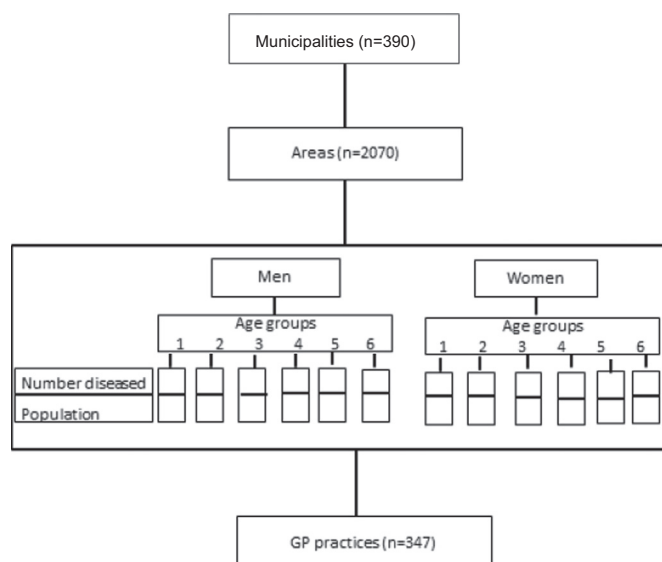 Municipalities (n=390)
Areas (n=2070)
Men Women
Age groups Age groups
1 2 3 4 5 6 1 2 3 4 5 6
Number diseased
Population
GP practices (n=347)